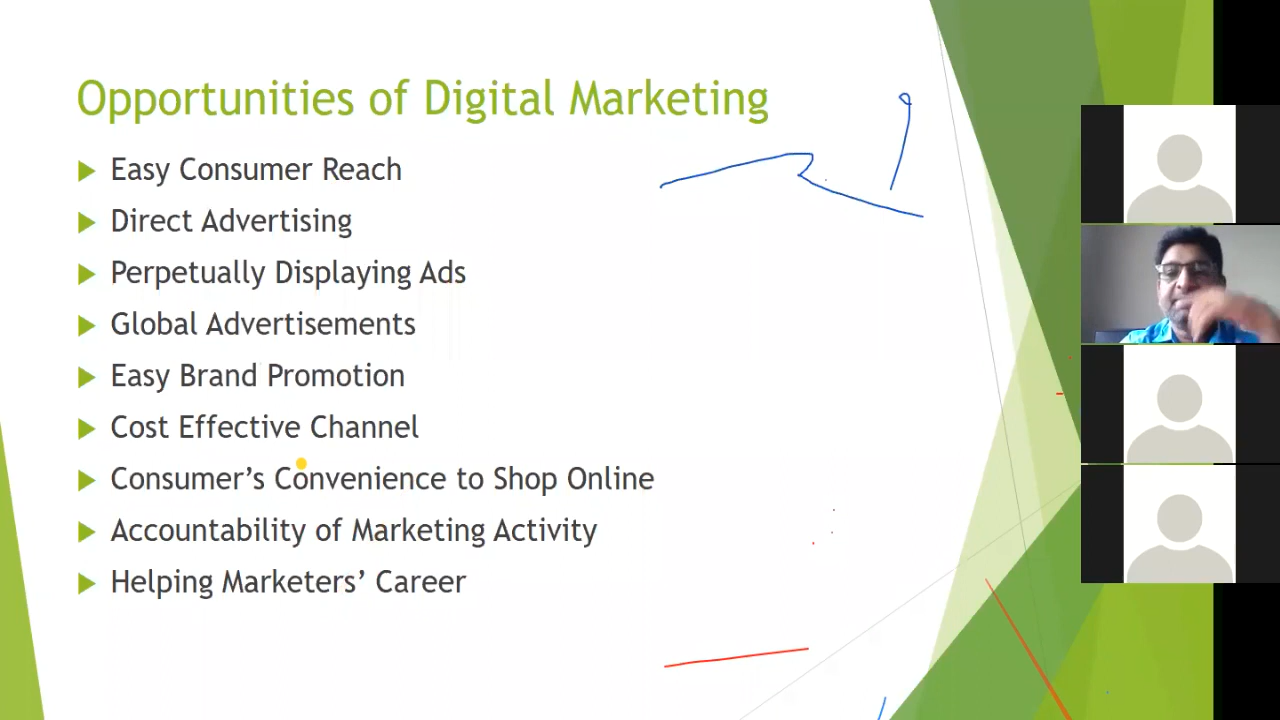 Opportunities of Digital Marketing
Easy Consumer Reach
Direct Advertising
Perpetually Displaying Ads
Global Advertisements
Easy Brand Promotion
Cost Effective Channel
Consumer’s Convenience to Shop Online
Accountability of Marketing Activity
Helping Marketers’ Career